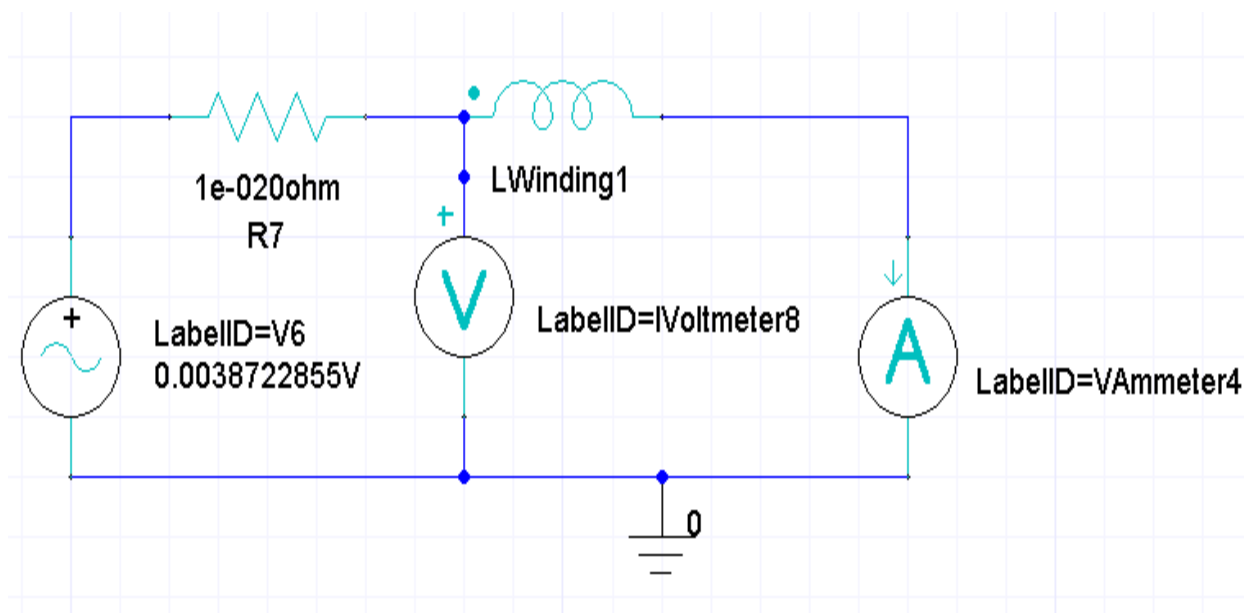 1e-020ohm
R7
LWinding1
+
+
V
LabelID=V6
0.0038722855V
LabelID=IVoltmeter8
A
LabelID=VAmmeter4
0